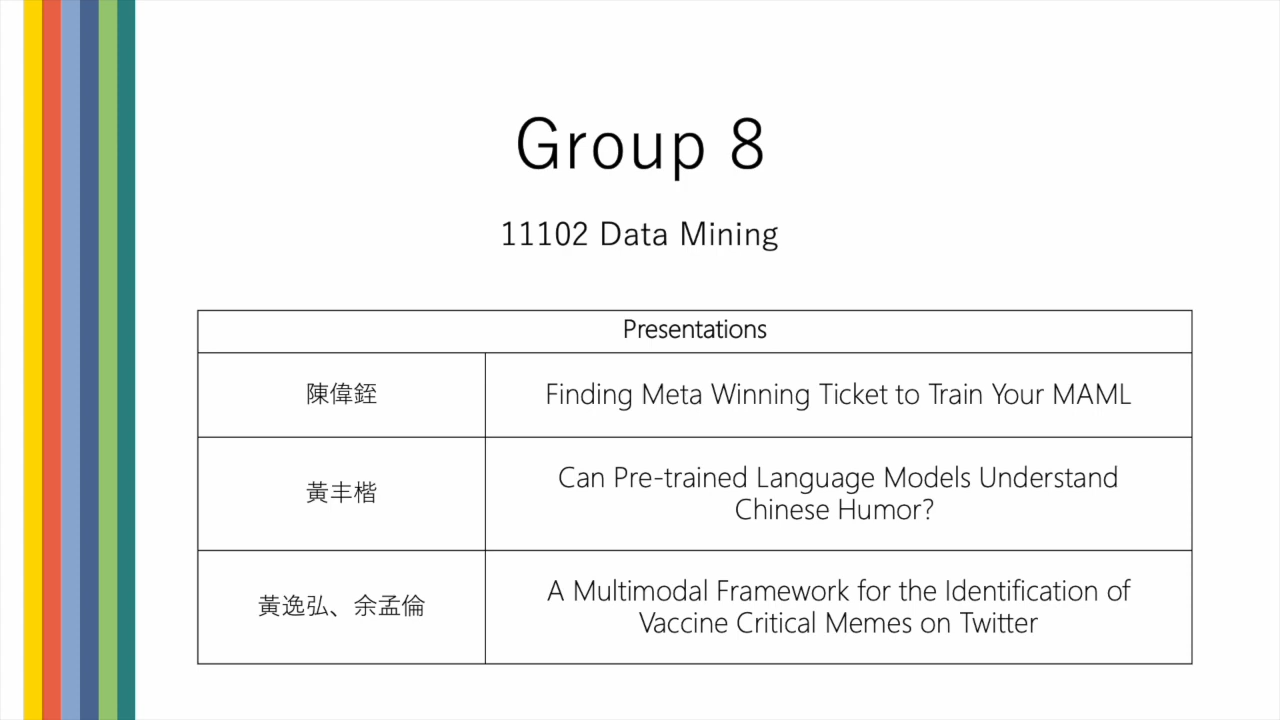 Group 8
11102 Data Mining
Presentations
陳偉銍
Finding Meta Winning Ticket to Train Your MAML
黃丰楷
Can Pre-trained Language Models Understand
Chinese Humor?
黃逸弘、余孟倫
A Multimodal Framework for the Identification of
Vaccine Critical Memes on Twitter